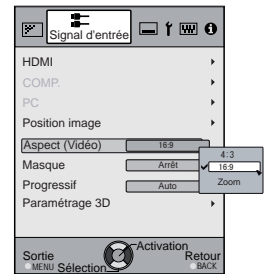 Signal d'entrée
HDMI
COMP.
PC
Position image
Aspect (Vidéo) 16:9
4:3
16:9
Zoom
Masque Arrêt
Progressif Auto
Paramétrage 3D
Activation
Sortie Retour
MENU Sélection BACK